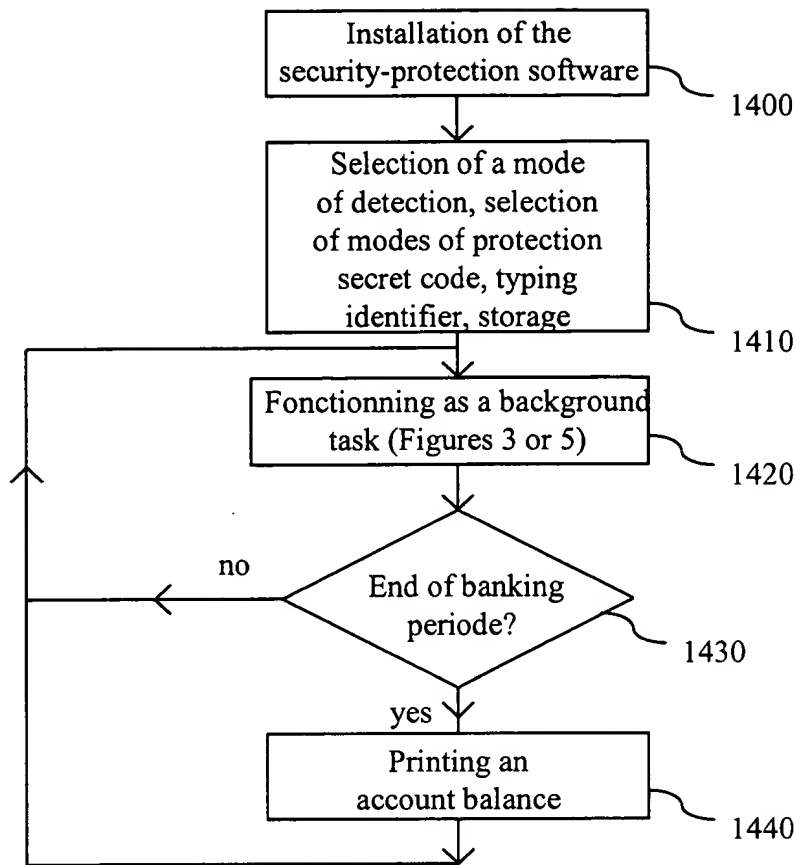 Installation of the
security-protection software
1400
Selection of a mode
of detection, selection
of modes of protection
secret code, typing
identifier, storage
1410
Fonctionning as a background
task (Figures 3 or 5)
1420
no
End of banking
periode?
1430
yes
Printing an
account balance
1440